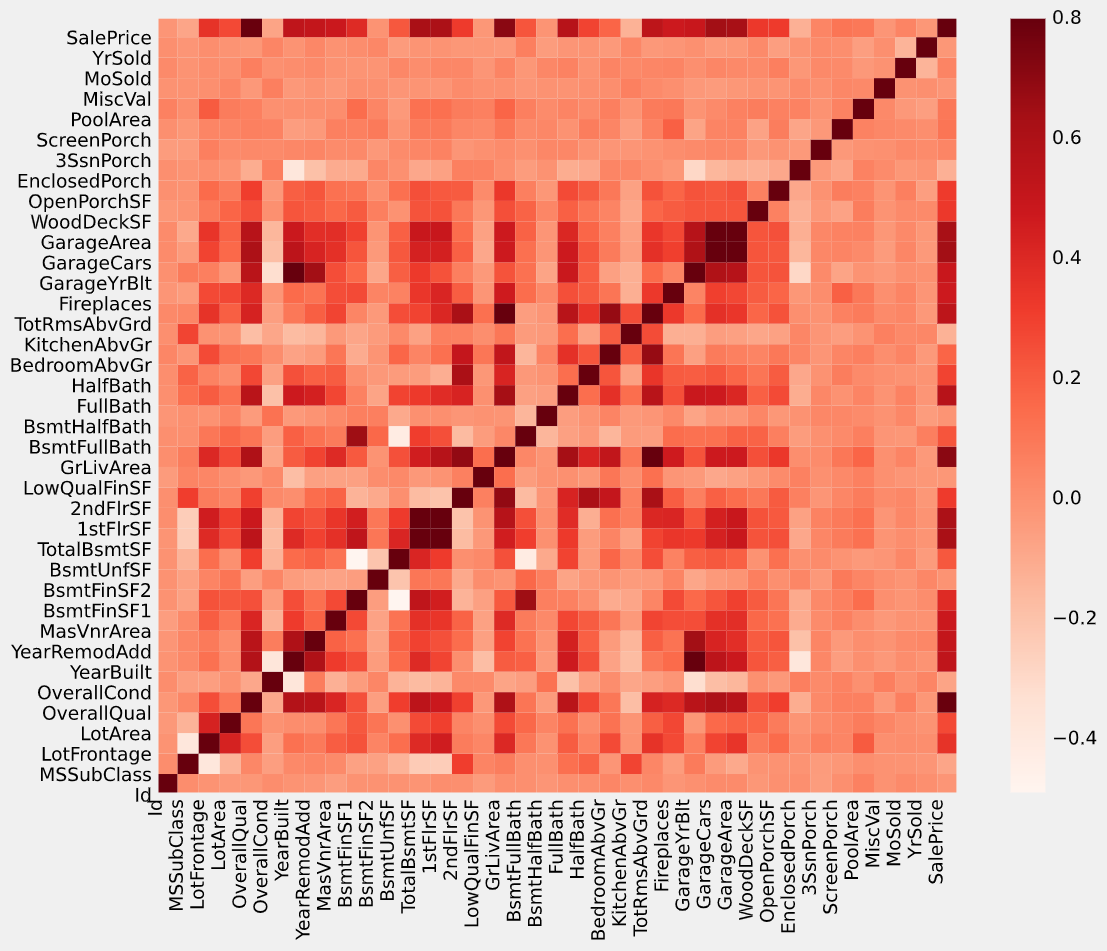 SalePrice
YrSold
MoSold
MiscVal
PoolArea
ScreenPorch
3SsnPorch
EnclosedPorch
OpenPorchSF
WoodDeckSF
GarageArea
GarageCars
GarageYrBlt
Fireplaces
TotRmsAbvGrd
KitchenAbvGr
BedroomAbvGr
HalfBath
FullBath
BsmtHalfBath
BsmtFullBath
GrLivArea
LowQualFinSF
2ndFlrSF
1stFlrSF
TotalBsmtSF
BsmtUnfSF
BsmtFinSF2
BsmtFinSF1
MasVnrArea
YearRemodAdd
YearBuilt
OverallCond
OverallQual
LotArea
LotFrontage
MSSubClass
Id
Id
MSSubClass
LotFrontage
LotArea
OverallQual
OverallCond
YearBuilt
YearRemodAdd
MasVnrArea
BsmtFinSF1
BsmtFinSF2
BsmtUnfSF
TotalBsmtSF
1stFlrSF
2ndFlrSF
LowQualFinSF
GrLivArea
BsmtFullBath
BsmtHalfBath
FullBath
HalfBath
BedroomAbvGr
KitchenAbvGr
TotRmsAbvGrd
Fireplaces
GarageYrBlt
GarageCars
GarageArea
WoodDeckSF
OpenPorchSF
EnclosedPorch
3SsnPorch
ScreenPorch
PoolArea
MiscVal
MoSold
YrSold
SalePrice
0.8
0.6
0.4
0.2
0.0
−0.2
−0.4